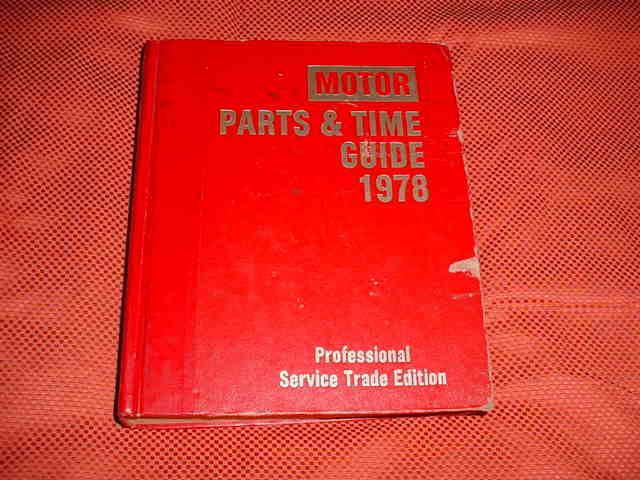 MOTOR
PARTS & TIME
GUIDE
1978
Professional
Service Trade Edition